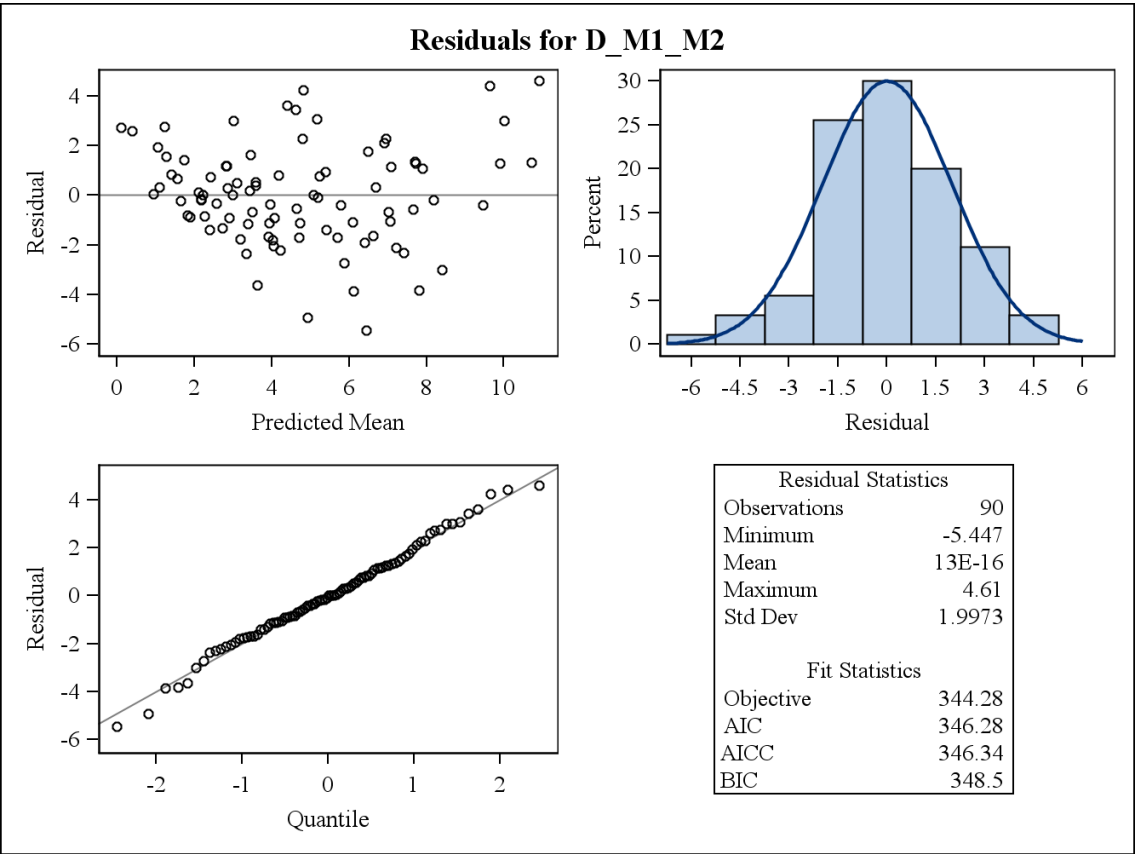 Residuals for D_M1_M2
4
2
0
-2
-4
-6
Residual
0 2 4 6 8 10
Predicted Mean
30
25
20
15
10
5
0
Percent
-6 -4.5 -3 -1.5 0 1.5 3 4.5 6
Residual
4
2
0
-2
-4
-6
Residual
-2 -1 0 1 2
Quantile
Residual Statistics
Observations 90
Minimum -5.447
Mean 13E-16
Maximum 4.61
Std Dev 1.9973
Fit Statistics
Objective 344.28
AIC 346.28
AICC 346.34
BIC 348.5